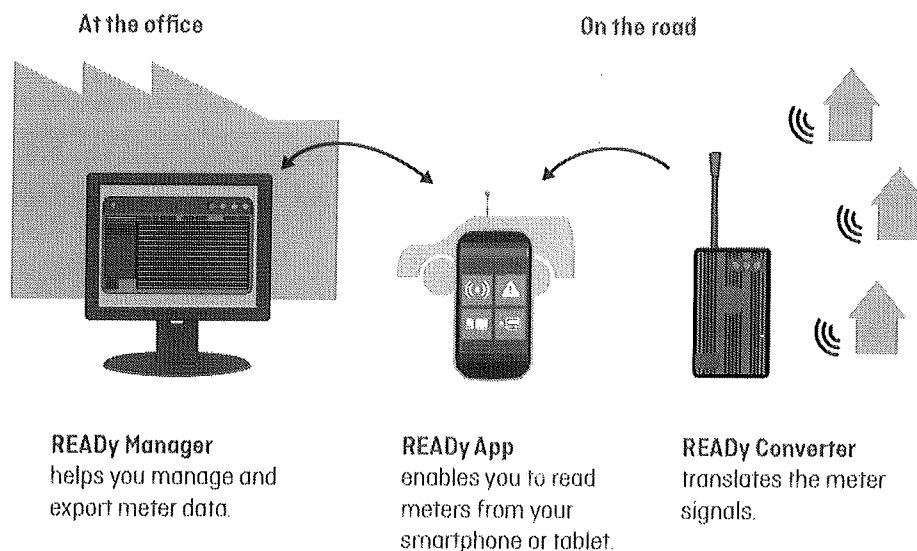 At the office
On the road
READy Manager
helps you manage and
export meter data.
READy App
enables you to read
meters from your
smartphone or tablet.
READy Converter
translates the meter
signals.